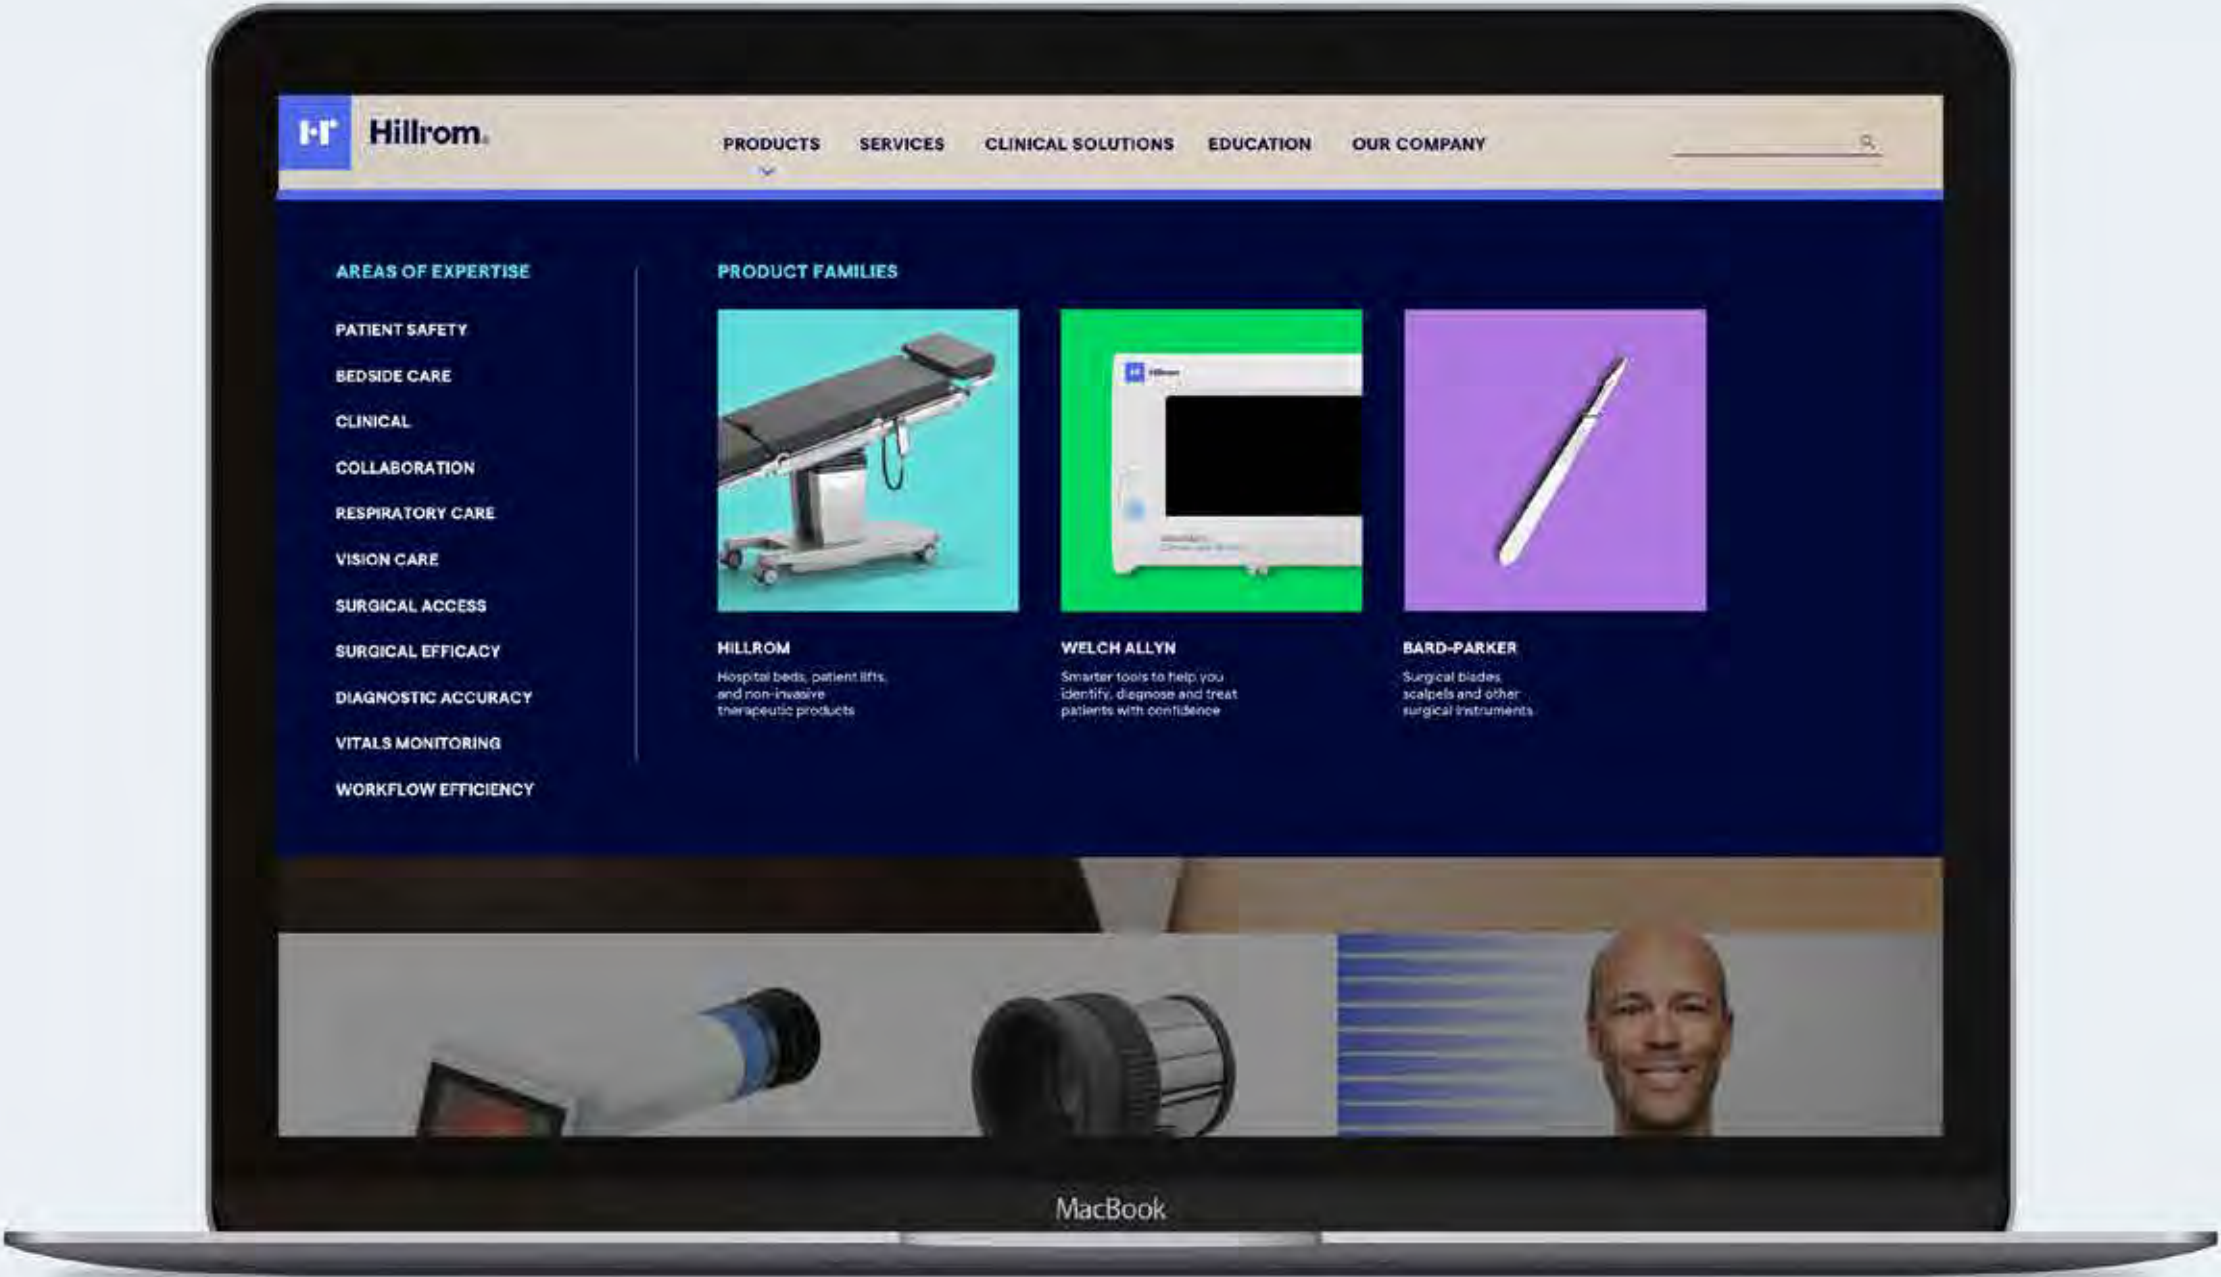 Hillrom
PRODUCTS
SERVICES
CLINICAL SOLUTIONS
EDUCATION
OUR COMPANY
AREAS OF EXPERTISE
PATIENT SAFETY
BEDSIDE CARE
CLINICAL
COLLABORATION
RESPIRATORY CARE
VISION CARE
SURGICAL ACCESS
SURGICAL EFFICACY
DIAGNOSTIC ACCURACY
VITALS MONITORING
WORKFLOW EFFICIENCY
PRODUCT FAMILIES
Hillrom
HILLROM
Hospital beds, patient lifts,
and non-invasive
therapeutic products
WELCH ALLYN
Smarter tools to help you
identify, diagnose and treat
patients with confidence
BARD-PARKER
Surgical blades,
scalpels and other
surgical instruments
MacBook